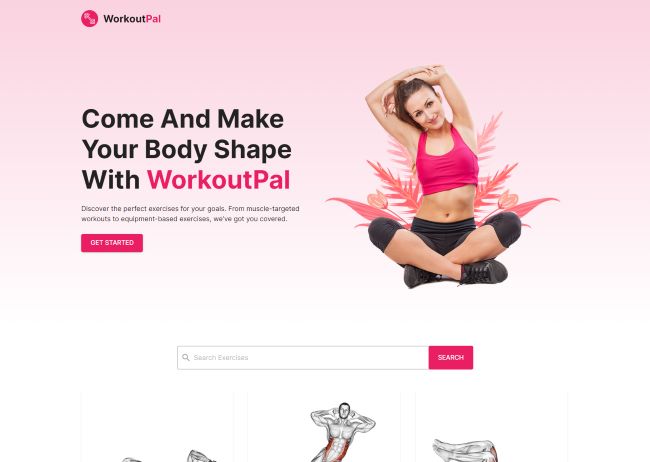 WorkoutPal
Come And Make
Your Body Shape
With WorkoutPal
Discover the perfect exercises for your goals. From muscle-targeted
workouts to equipment-based exercises, we've got you covered.
GET STARTED
Search Exercises
SEARCH